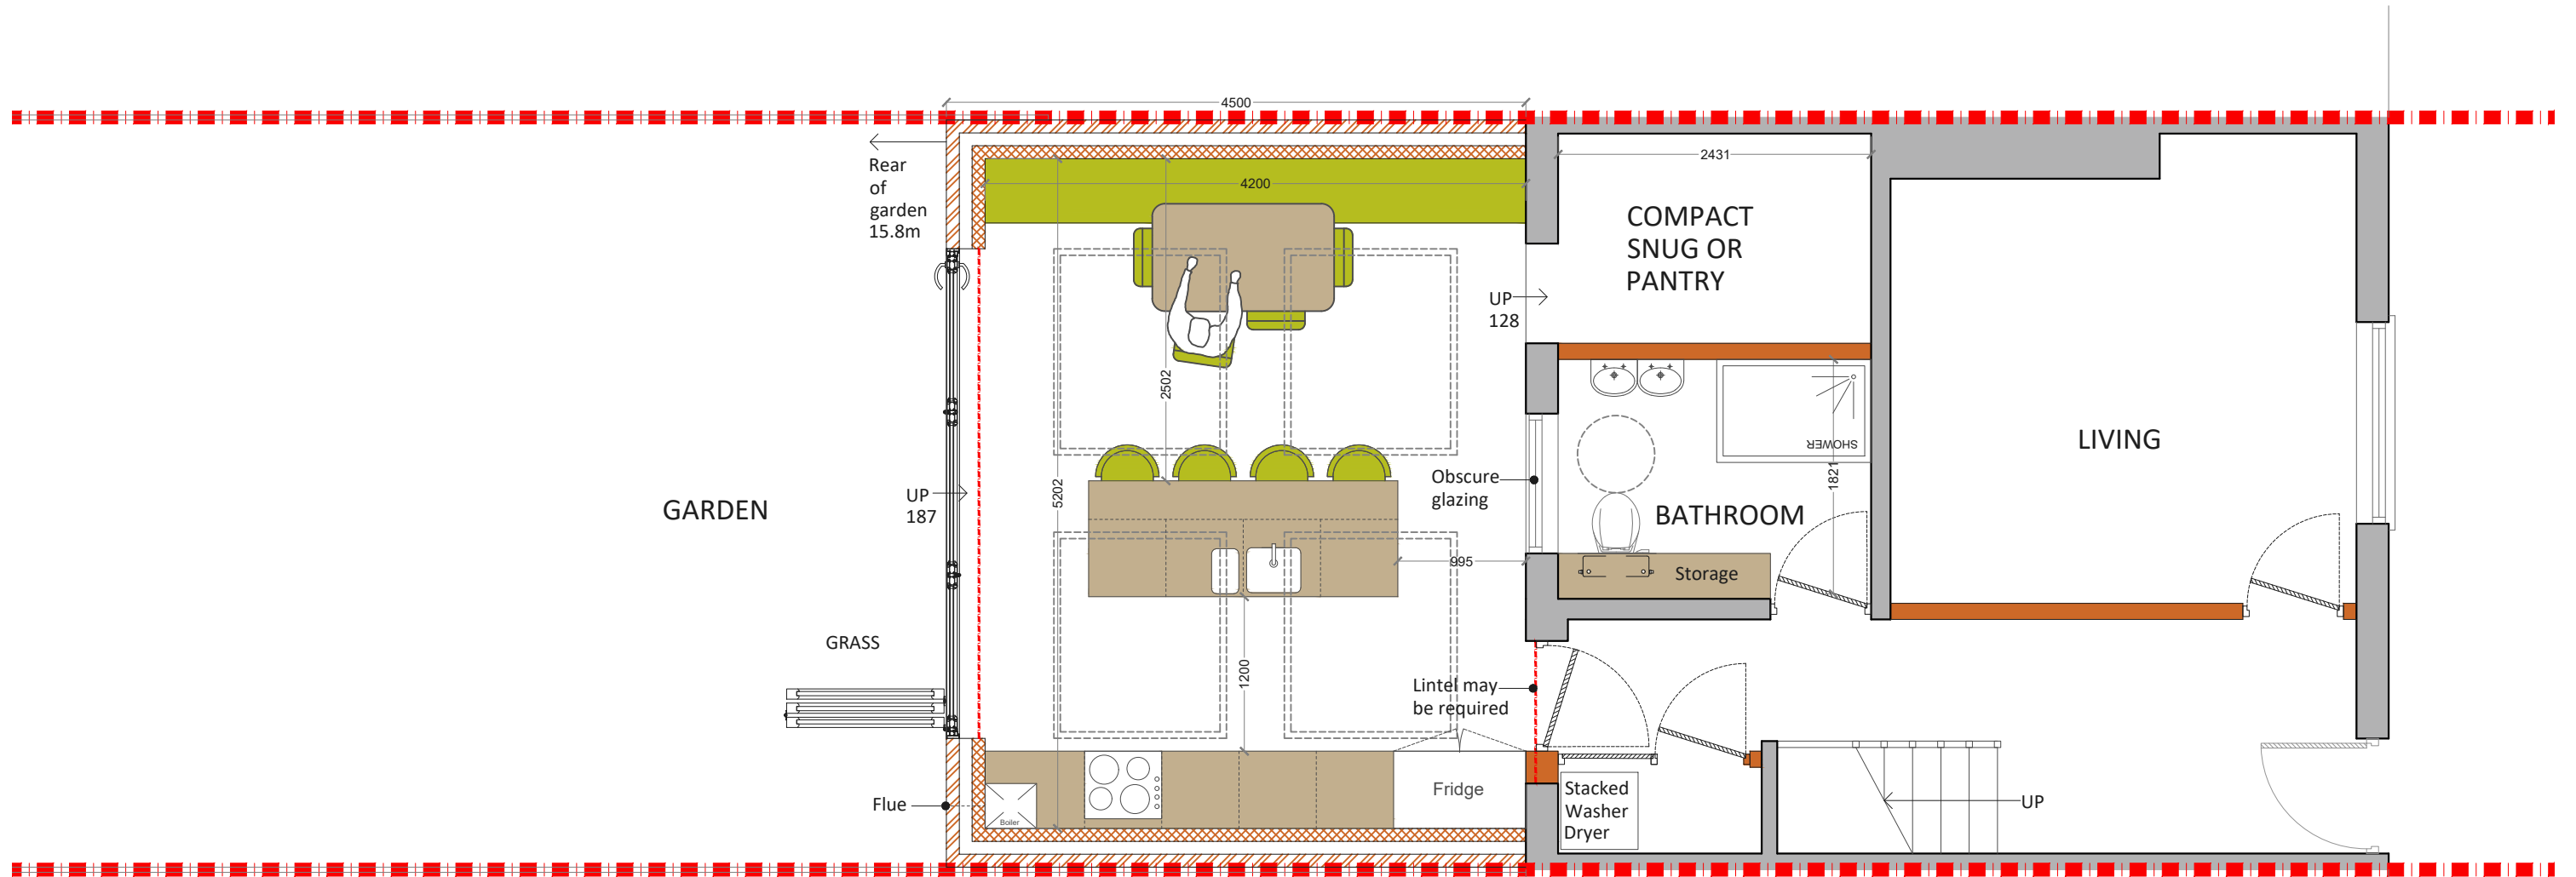 4500
Rear
of
garden
15.8m
4200
2431
COMPACT
SNUG OR
PANTRY
UP
128
2502
5202
LIVING
SHOWER
1821
Obscure
glazing
UP
187
GARDEN
BATHROOM
995
Storage
GRASS
1200
Lintel may
be required
Fridge
Stacked
Washer
Dryer
UP
Flue
Boiler